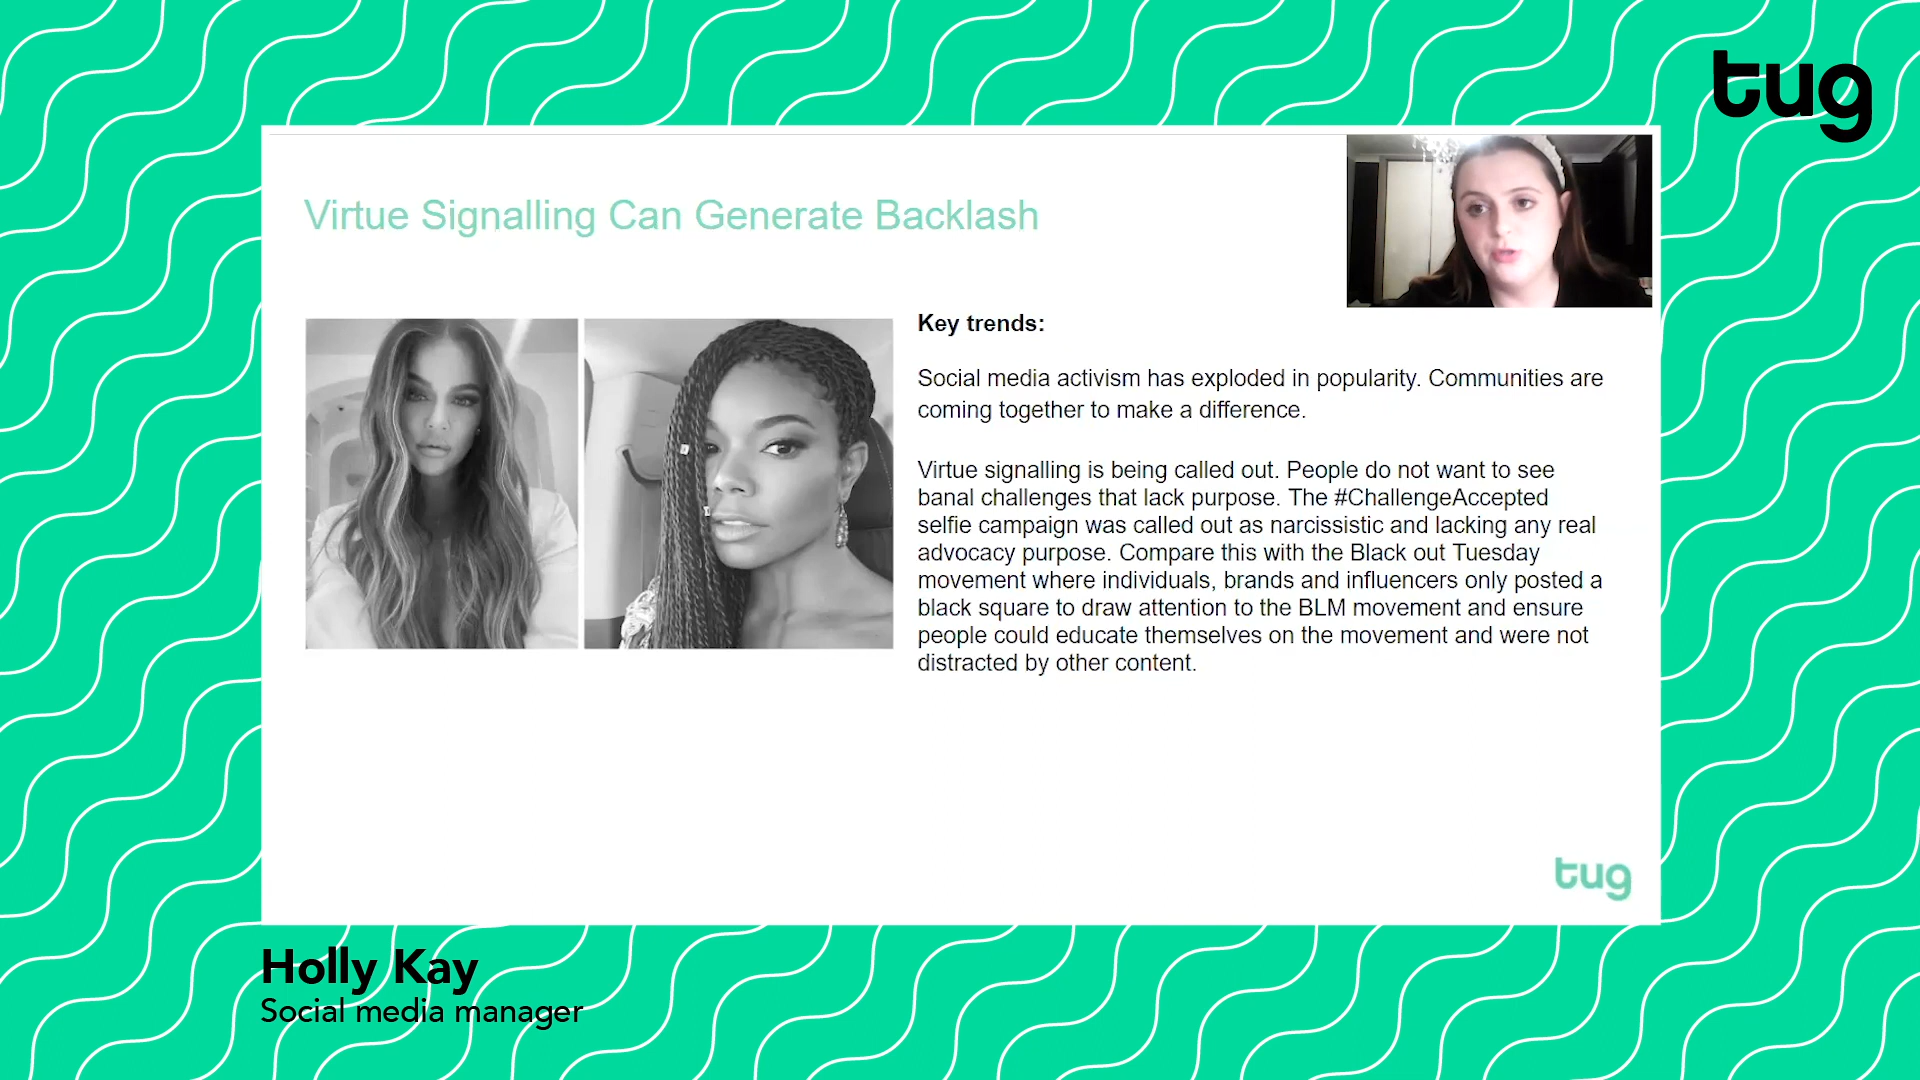 tug
Virtue Signalling Can Generate Backlash
Key trends:
Social media activism has exploded in popularity. Communities are
coming together to make a difference.
Virtue signalling is being called out. People do not want to see
banal challenges that lack purpose. The #ChallengeAccepted
selfie campaign was called out as narcissistic and lacking any real
advocacy purpose. Compare this with the Black out Tuesday
movement where individuals, brands and influencers only posted a
black square to draw attention to the BLM movement and ensure
people could educate themselves on the movement and were not
distracted by other content.
tug
Holly Kay
Social media manager